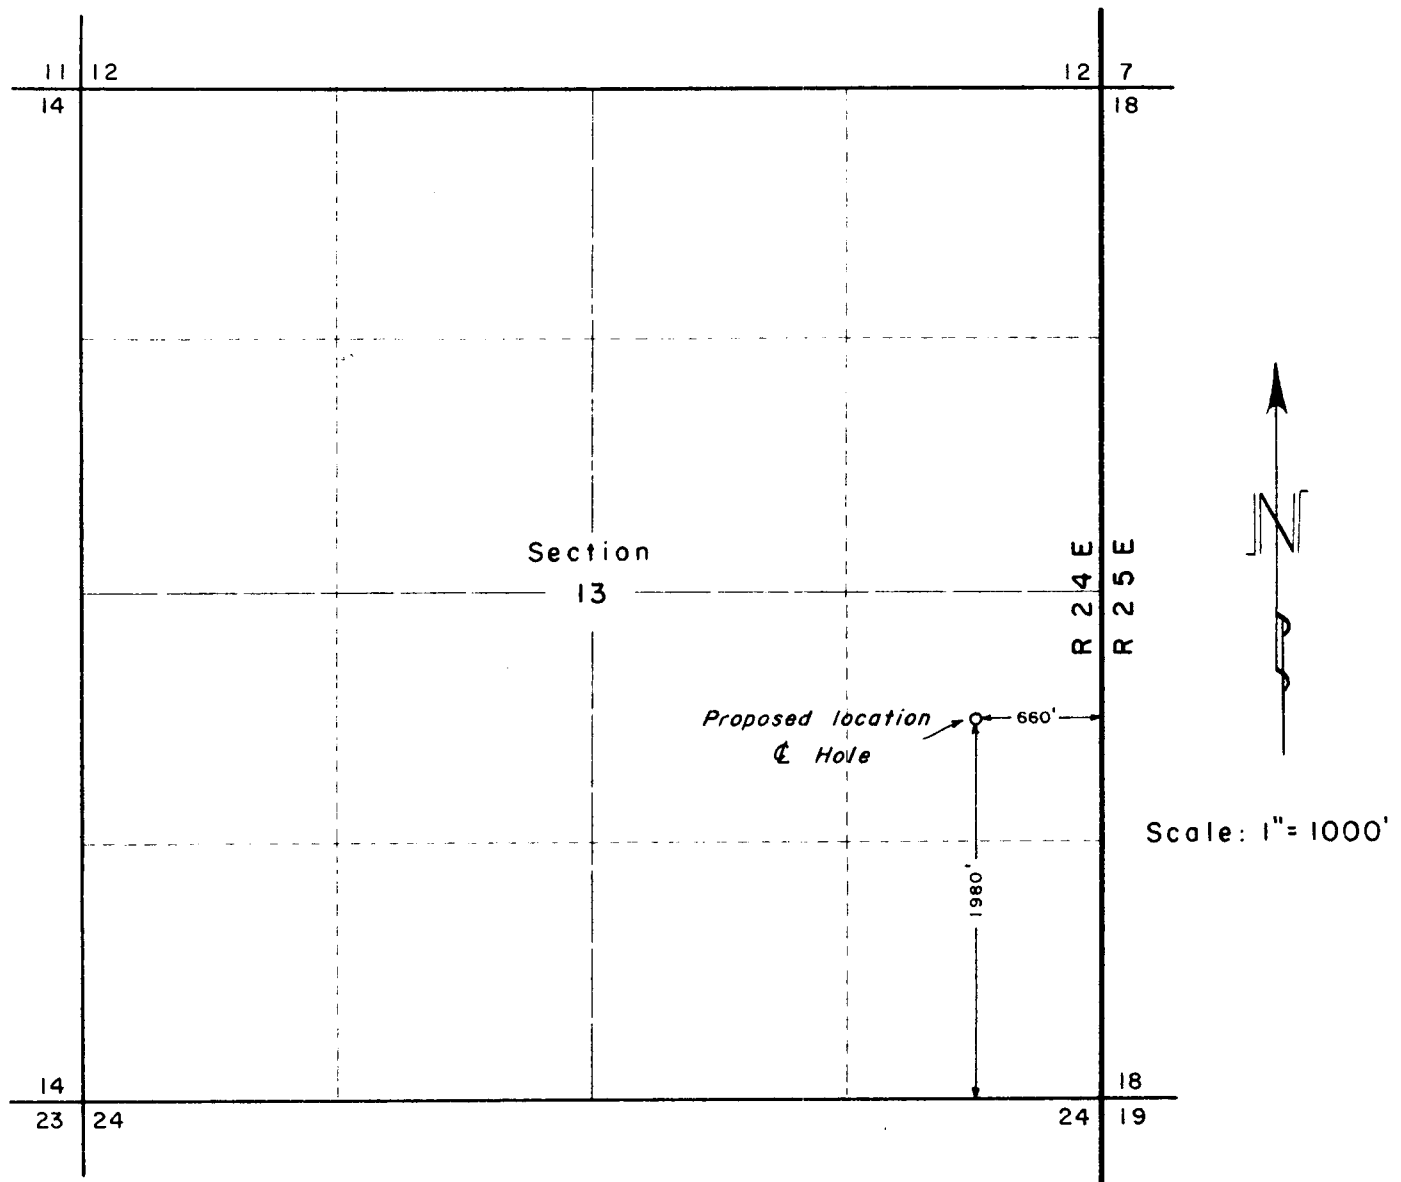 11 12
14
12 7
18
Section
13
R 24 E
R 25 E
N
Proposed location
℄ Hole
660'
1980'
Scale: 1"= 1000'
14
23 24
18
24 19